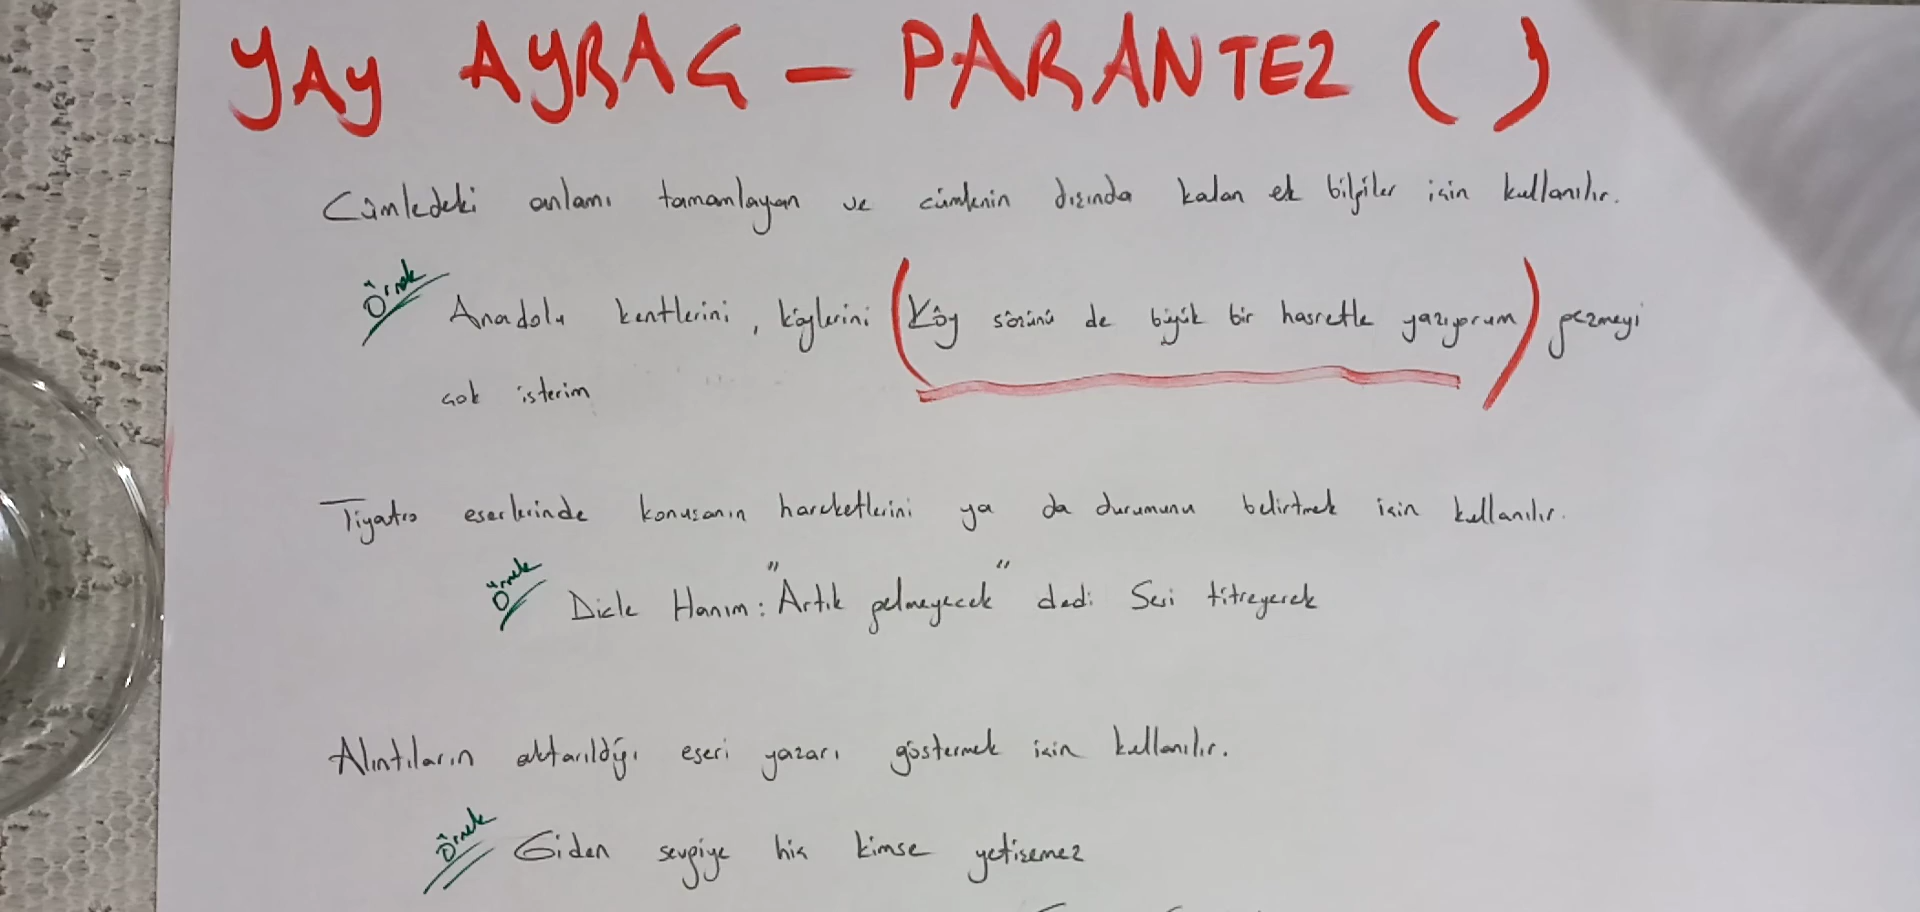 YAY AYRAÇ - PARANTEZ ( )
Cümledeki anlamı tamamlayan ve cümlenin dışında kalan ek bilgiler için kullanılır.
Örnek Anadolu kentlerini, köylerini (Köy sözünü de büyük bir hasretle yazıyorum) gezmeyi
çok isterim
Tiyatro eserlerinde konuşanın hareketlerini ya da durumunu belirtmek için kullanılır.
Örnek Dicle Hanım: "Artık gelmeyecek" dedi Sesi titreyerek
Alıntıların aktarıldığı eseri yazarı göstermek için kullanılır.
Örnek Giden sevgiye hiç kimse yetişemez